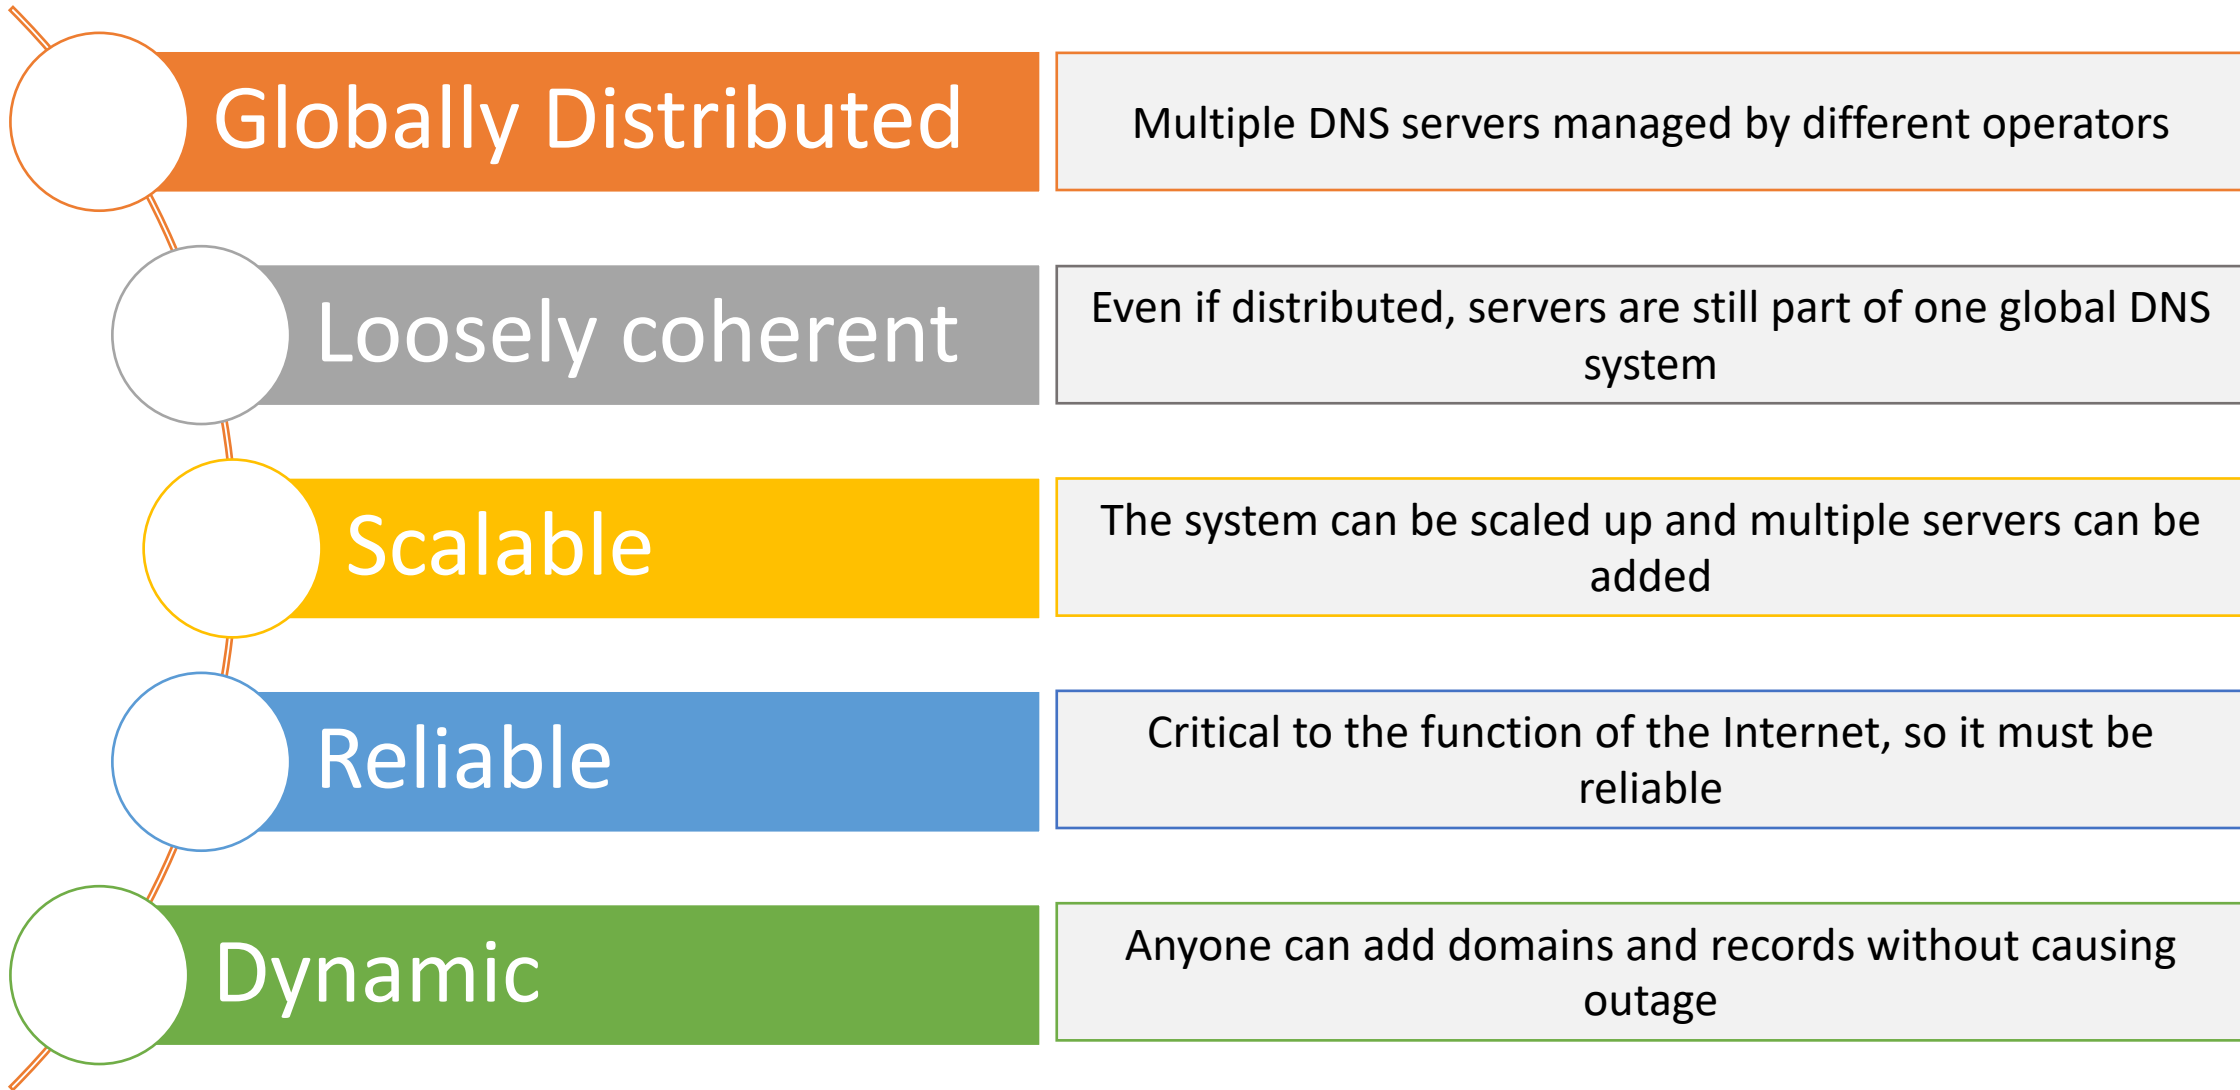 Globally Distributed
Multiple DNS servers managed by different operators
Loosely coherent
Even if distributed, servers are still part of one global DNS
system
Scalable
The system can be scaled up and multiple servers can be
added
Reliable
Critical to the function of the Internet, so it must be
reliable
Dynamic
Anyone can add domains and records without causing
outage